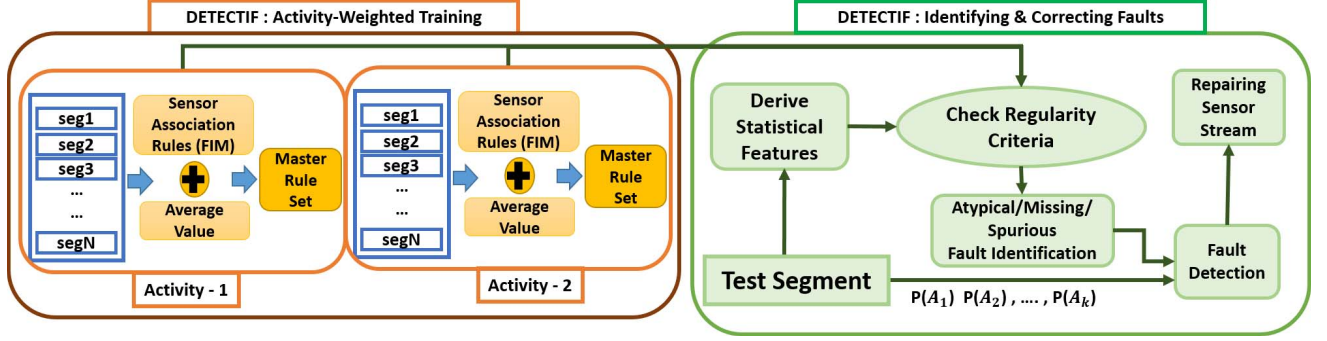 DETECTIF : Activity-Weighted Training
seg1
seg2
seg3
...
...
segN
Sensor
Association
Rules (FIM)
Average
Value
Master
Rule
Set
Activity - 1
seg1
seg2
seg3
...
...
segN
Sensor
Association
Rules (FIM)
Average
Value
Master
Rule
Set
Activity - 2
DETECTIF : Identifying & Correcting Faults
Derive
Statistical
Features
Check Regularity
Criteria
Repairing
Sensor
Stream
Atypical/Missing/
Spurious
Fault Identification
Fault
Detection
Test Segment
P(A₁) P(A₂) , .... , P(Aₖ)